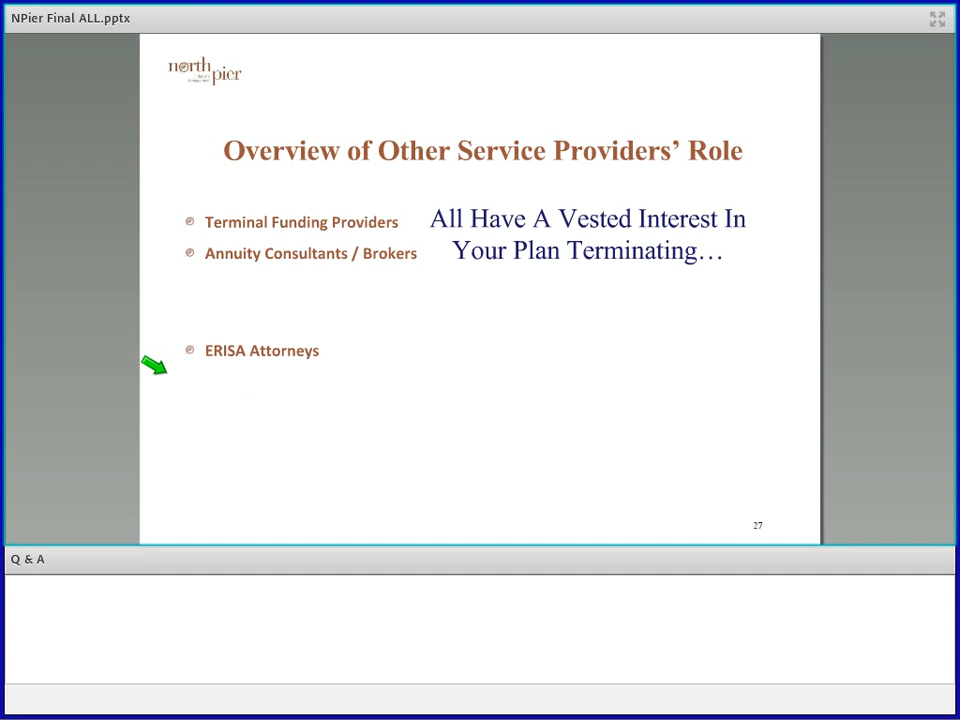 NPier Final ALL.pptx
north
pier
Overview of Other Service Providers’ Role
Terminal Funding Providers
Annuity Consultants / Brokers
All Have A Vested Interest In
Your Plan Terminating…
ERISA Attorneys
27
Q & A